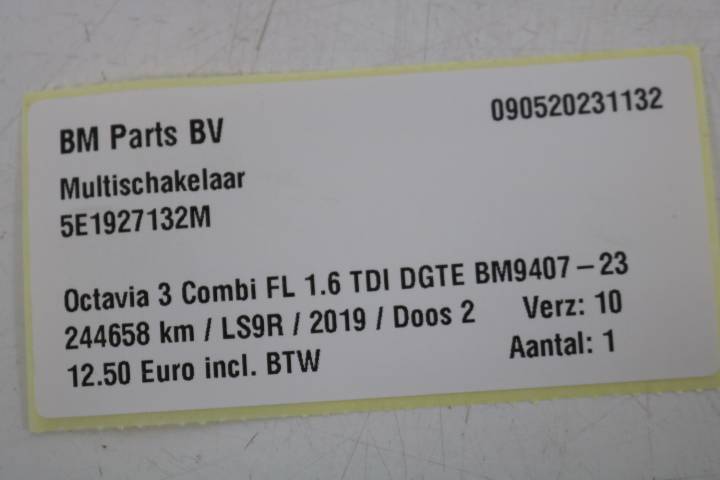 BM Parts BV
090520231132
Multischakelaar
5E1927132M
Octavia 3 Combi FL 1.6 TDI DGTE BM9407-23
244658 km / LS9R / 2019 / Doos 2 Verz: 10
12.50 Euro incl. BTW Aantal: 1